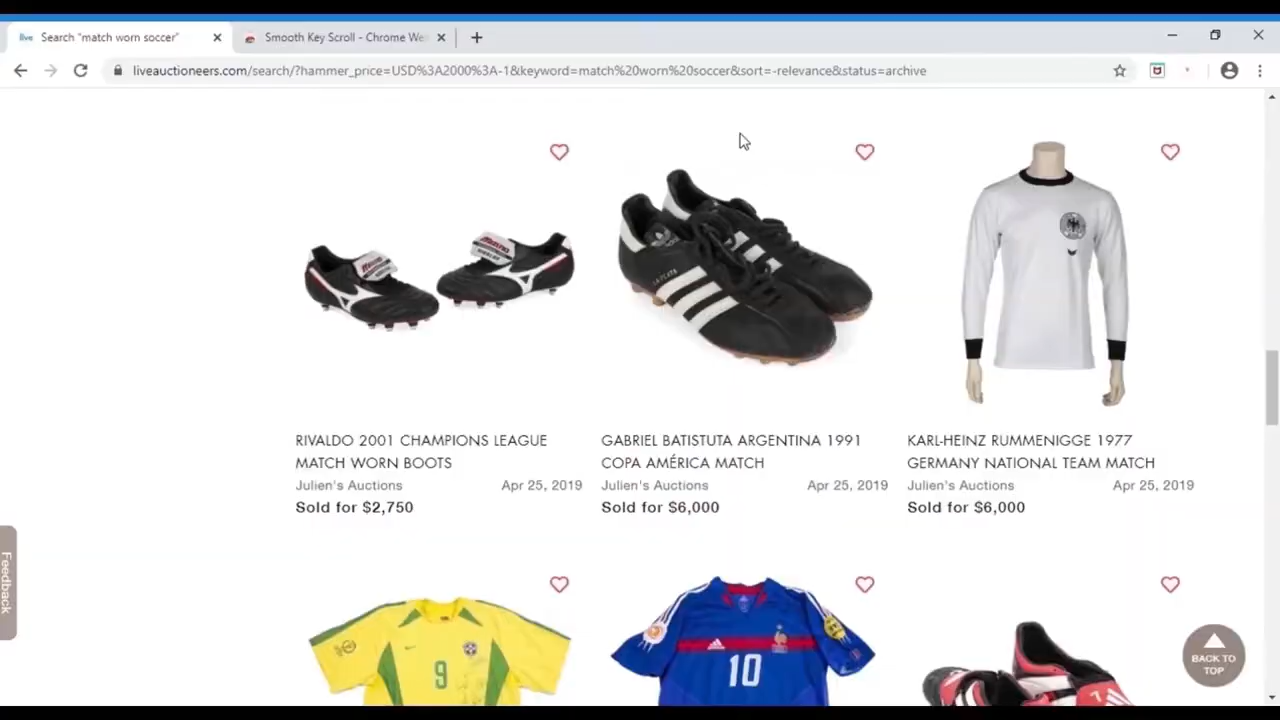 live Search "match worn soccer"
Smooth Key Scroll - Chrome We
liveauctioneers.com/search/?hammer_price=USD%3A2000%3A-1&keyword=match%20worn%20soccer&sort=-relevance&status=archive
RIVALDO 2001 CHAMPIONS LEAGUE
MATCH WORN BOOTS
Julien's Auctions Apr 25, 2019
Sold for $2,750
GABRIEL BATISTUTA ARGENTINA 1991
COPA AMÉRICA MATCH
Julien's Auctions Apr 25, 2019
Sold for $6,000
KARL-HEINZ RUMMENIGGE 1977
GERMANY NATIONAL TEAM MATCH
Julien's Auctions Apr 25, 2019
Sold for $6,000
Feedback
9
10
BACK TO
TOP